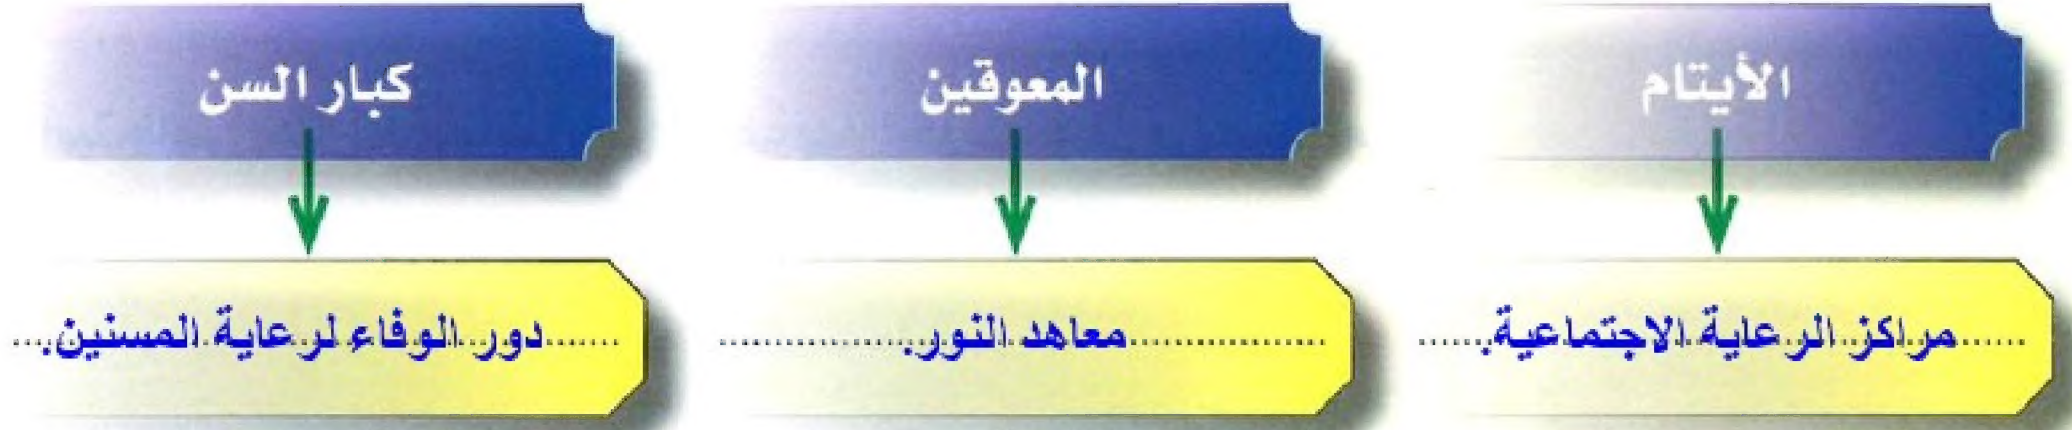 الأيتام
المعوقين
كبار السن
مراكز الرعاية الاجتماعية.
معاهد النور.
دور الوفاء لرعاية المسنين.